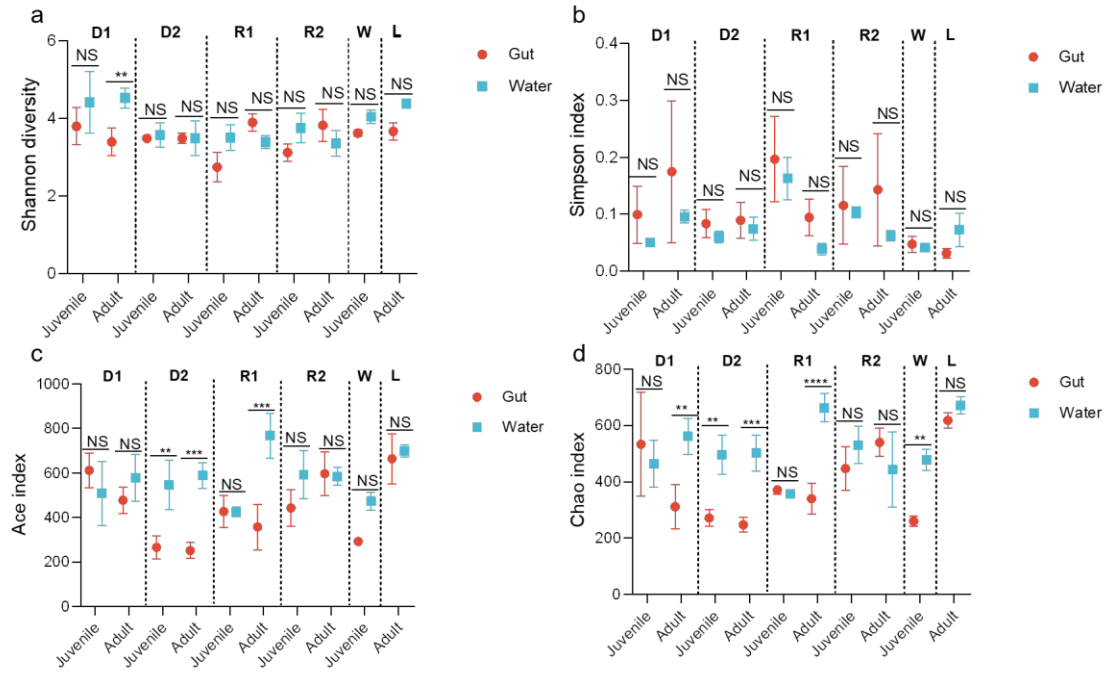 a
D1 D2 R1 R2 W L
Shannon diversity
6
4
2
0
NS ** NS NS NS NS NS NS NS NS
Juvenile Adult Juvenile Adult Juvenile Adult Juvenile Adult Juvenile Adult
Gut
Water
b
D1 D2 R1 R2 W L
Simpson index
0.4
0.3
0.2
0.1
0.0
NS NS NS NS NS NS NS NS NS NS
Juvenile Adult Juvenile Adult Juvenile Adult Juvenile Adult Juvenile Adult
Gut
Water
c
D1 D2 R1 R2 W L
Ace index
1000
800
600
400
200
0
NS NS ** *** NS *** NS NS NS NS
Juvenile Adult Juvenile Adult Juvenile Adult Juvenile Adult Juvenile Adult
Gut
Water
d
D1 D2 R1 R2 W L
Chao index
800
600
400
200
0
NS ** ** *** NS **** NS NS ** NS
Juvenile Adult Juvenile Adult Juvenile Adult Juvenile Adult Juvenile Adult
Gut
Water